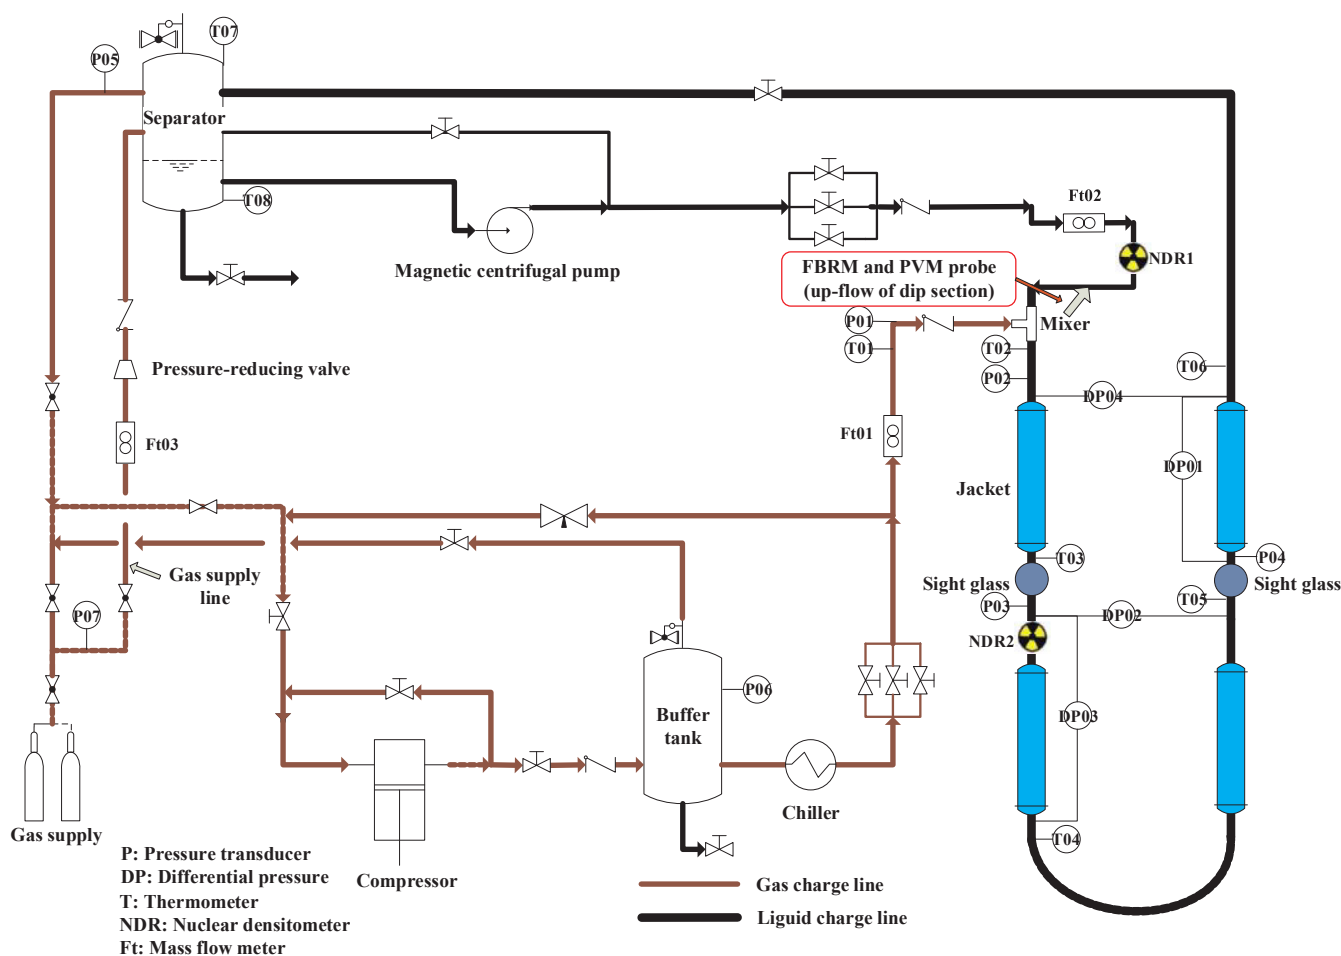 T07
P05
Separator
T08
Ft02
Magnetic centrifugal pump
FBRM and PVM probe
(up-flow of dip section)
NDR1
P01
Mixer
T01
T02
T06
Pressure-reducing valve
P02
DP04
Ft03
Ft01
DP01
Jacket
T03
P04
Gas supply
line
Sight glass
Sight glass
T05
P03
P07
DP02
NDR2
P06
Buffer
tank
DP03
Chiller
Gas supply
T04
P: Pressure transducer
DP: Differential pressure
T: Thermometer
NDR: Nuclear densitometer
Ft: Mass flow meter
Compressor
Gas charge line
Liguid charge line